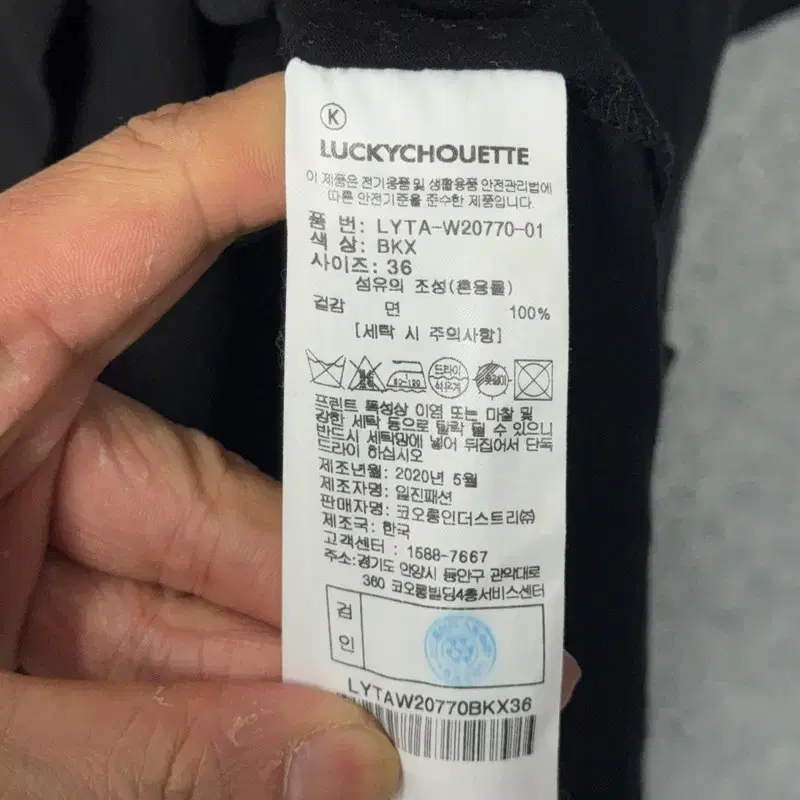 K
LUCKYCHOUETTE
이 제품은 전기용품 및 생활용품 안전관리법에
따른 안전기준을 준수한 제품입니다.
품 번: LYTA-W20770-01
색 상: BKX
사이즈: 36
섬유의 조성(혼용률)
겉감 면 100%
[세탁 시 주의사항]
드라이
석유계
프린트 특성상 이염 또는 마찰 및
강한 세탁 등으로 탈락 될 수 있으니
반드시 세탁망에 넣어 뒤집어서 단독
드라이 하십시오
제조년월: 2020년 5월
제조자명: 일진패션
판매자명: 코오롱인더스트리㈜
제조국: 한국
고객센터 : 1588-7667
주소:경기도 안양시 동안구 관악대로
360 코오롱빌딩4층서비스센터
검
인
LYTAW20770BKX36